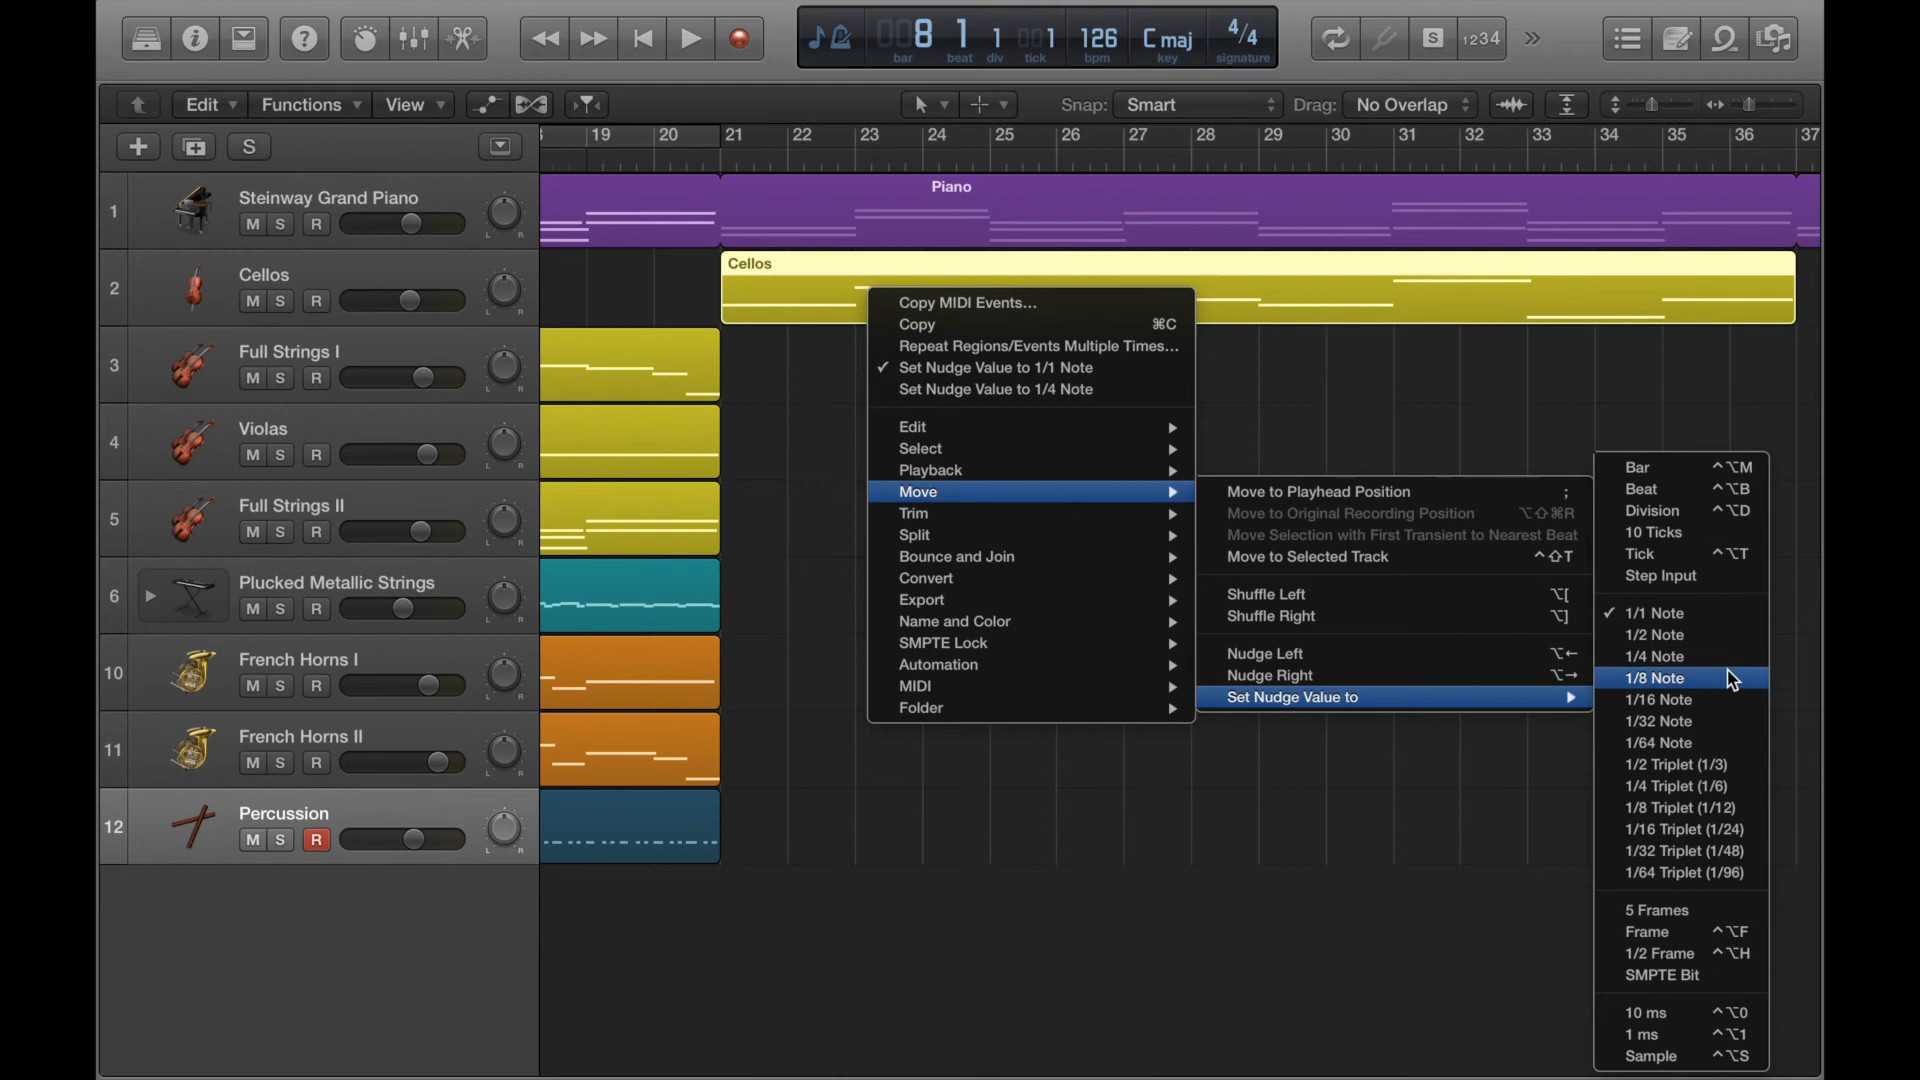 1234
8 1 1 1 126 C maj 4/4
bar beat div tick bpm key signature
Edit Functions View Snap: Smart Drag: No Overlap
S
19 20 21 22 23 24 25 26 27 28 29 30 31 32 33 34 35 36 37
1 Steinway Grand Piano
M S R L R
2 Cellos
M S R L R
3 Full Strings I
M S R L R
4 Violas
M S R L R
5 Full Strings II
M S R L R
6 Plucked Metallic Strings
M S R L R
10 French Horns I
M S R L R
11 French Horns II
M S R L R
12 Percussion
M S R L R
Piano
Cellos
Copy MIDI Events...
Copy ⌘C
Repeat Regions/Events Multiple Times...
✓ Set Nudge Value to 1/1 Note
Set Nudge Value to 1/4 Note
Edit
Select
Playback
Move
Trim
Split
Bounce and Join
Convert
Export
Name and Color
SMPTE Lock
Automation
MIDI
Folder
Move to Playhead Position ;
Move to Original Recording Position ⌥⇧⌘R
Move Selection with First Transient to Nearest Beat
Move to Selected Track ^⇧T
Shuffle Left ⌥[
Shuffle Right ⌥]
Nudge Left ⌥←
Nudge Right ⌥→
Set Nudge Value to
Bar ^⌥M
Beat ^⌥B
Division ^⌥D
10 Ticks
Tick ^⌥T
Step Input
✓ 1/1 Note
1/2 Note
1/4 Note
1/8 Note
1/16 Note
1/32 Note
1/64 Note
1/2 Triplet (1/3)
1/4 Triplet (1/6)
1/8 Triplet (1/12)
1/16 Triplet (1/24)
1/32 Triplet (1/48)
1/64 Triplet (1/96)
5 Frames
Frame ^⌥F
1/2 Frame ^⌥H
SMPTE Bit
10 ms ^⌥0
1 ms ^⌥1
Sample ^⌥S